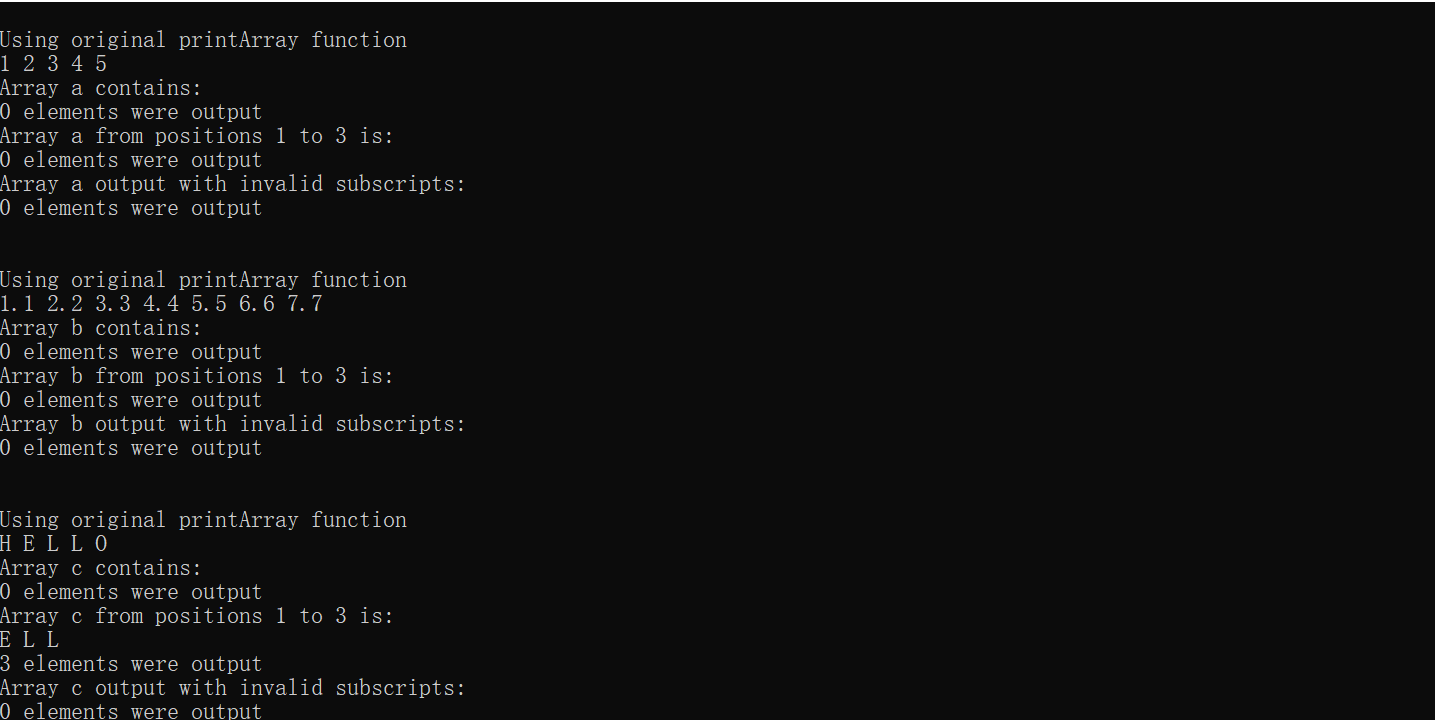 Using original printArray function
1 2 3 4 5
Array a contains:
0 elements were output
Array a from positions 1 to 3 is:
0 elements were output
Array a output with invalid subscripts:
0 elements were output
Using original printArray function
1.1 2.2 3.3 4.4 5.5 6.6 7.7
Array b contains:
0 elements were output
Array b from positions 1 to 3 is:
0 elements were output
Array b output with invalid subscripts:
0 elements were output
Using original printArray function
H E L L O
Array c contains:
0 elements were output
Array c from positions 1 to 3 is:
E L L
3 elements were output
Array c output with invalid subscripts:
0 elements were output